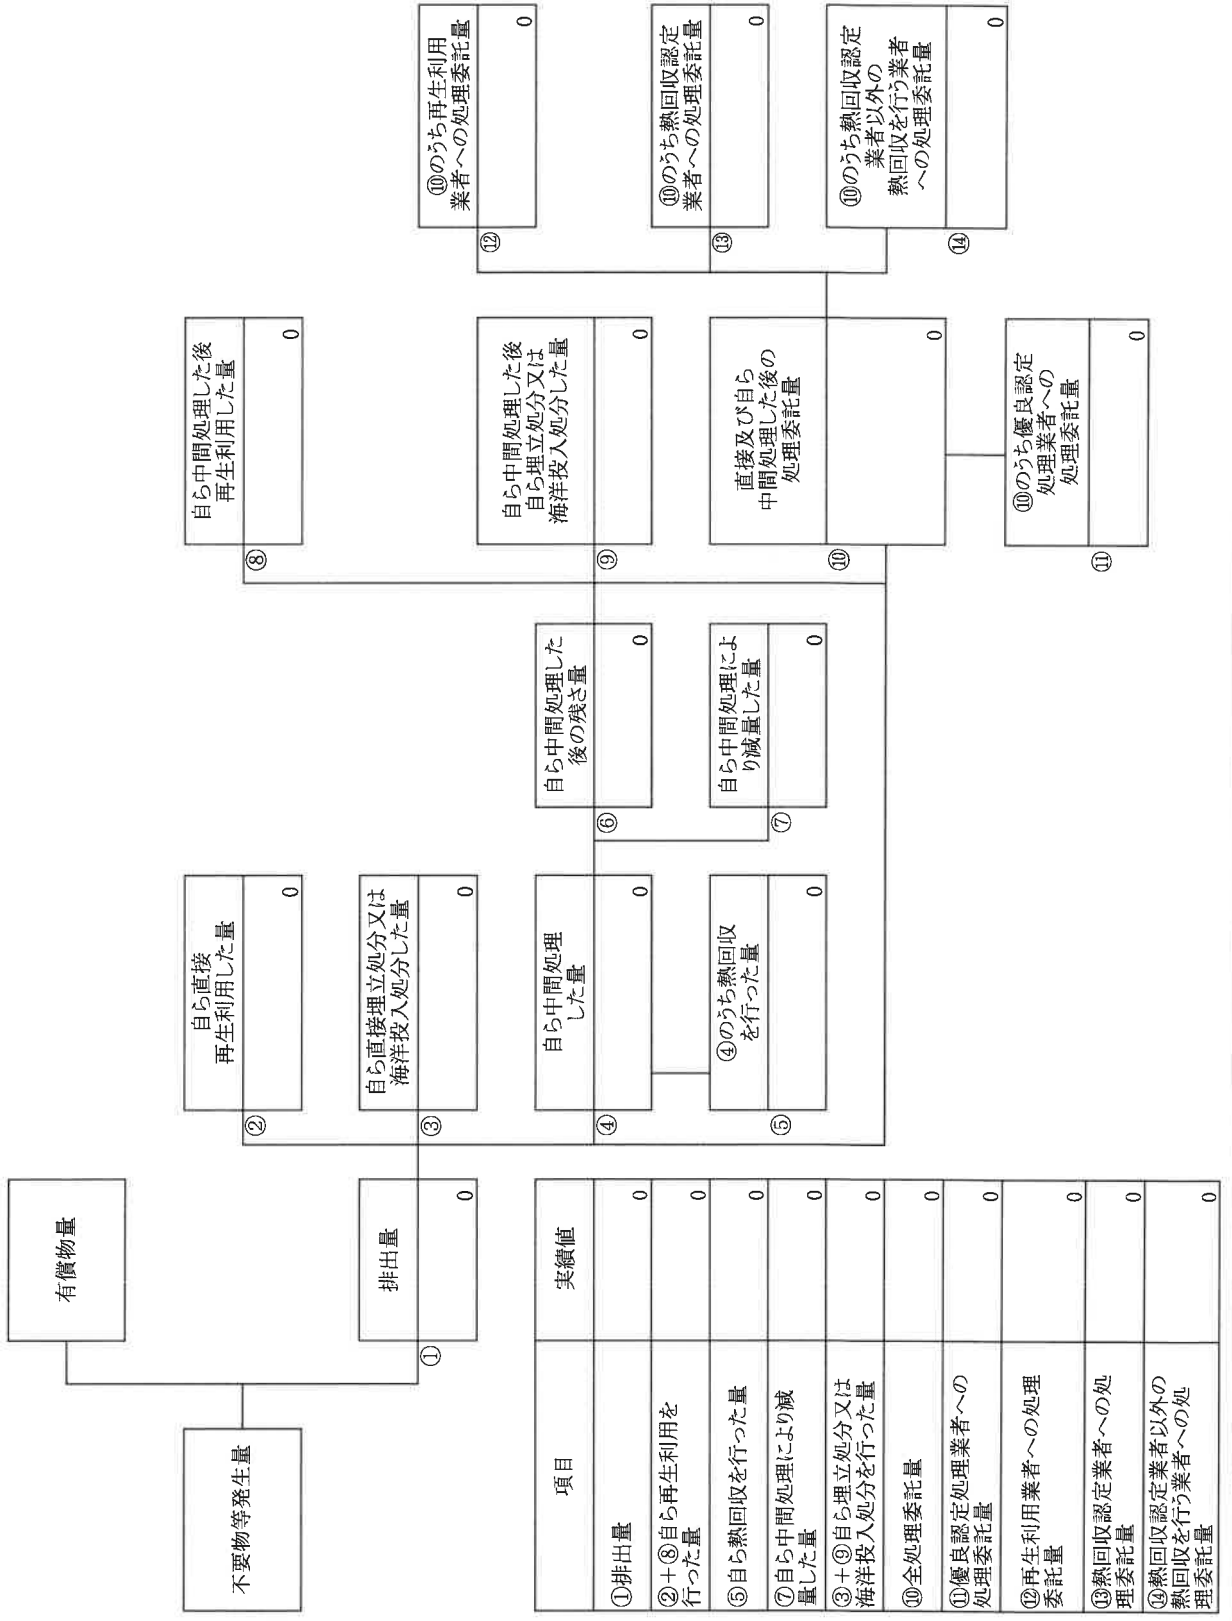 不要物等発生量
有償物量
①
排出量
0
②
自ら直接
再生利用した量
0
③
自ら直接埋立処分又は
海洋投入処分した量
0
④
自ら中間処理
した量
0
⑤
④のうち熱回収
を行った量
0
⑥
自ら中間処理した
後の残さ量
0
⑦
自ら中間処理によ
り減量した量
0
⑧
自ら中間処理した後
再生利用した量
0
⑨
自ら中間処理した後
自ら埋立処分又は
海洋投入処分した量
0
⑩
直接及び自ら
中間処理した後の
処理委託量
0
⑪
⑩のうち優良認定
処理業者への
処理委託量
0
⑫
⑩のうち再生利用
業者への処理委託量
0
⑬
⑩のうち熱回収認定
業者への処理委託量
0
⑭
⑩のうち熱回収認定
業者以外の
熱回収を行う業者
への処理委託量
0
項目 実績値
①排出量 0
②+⑧自ら再生利用を
行った量 0
⑤自ら熱回収を行った量 0
⑦自ら中間処理により減
量した量 0
③+⑨自ら埋立処分又は
海洋投入処分を行った量 0
⑩全処理委託量 0
⑪優良認定処理業者への
処理委託量 0
⑫再生利用業者への処理
委託量 0
⑬熱回収認定業者への処
理委託量 0
⑭熱回収認定業者以外の
熱回収を行う業者への処
理委託量 0